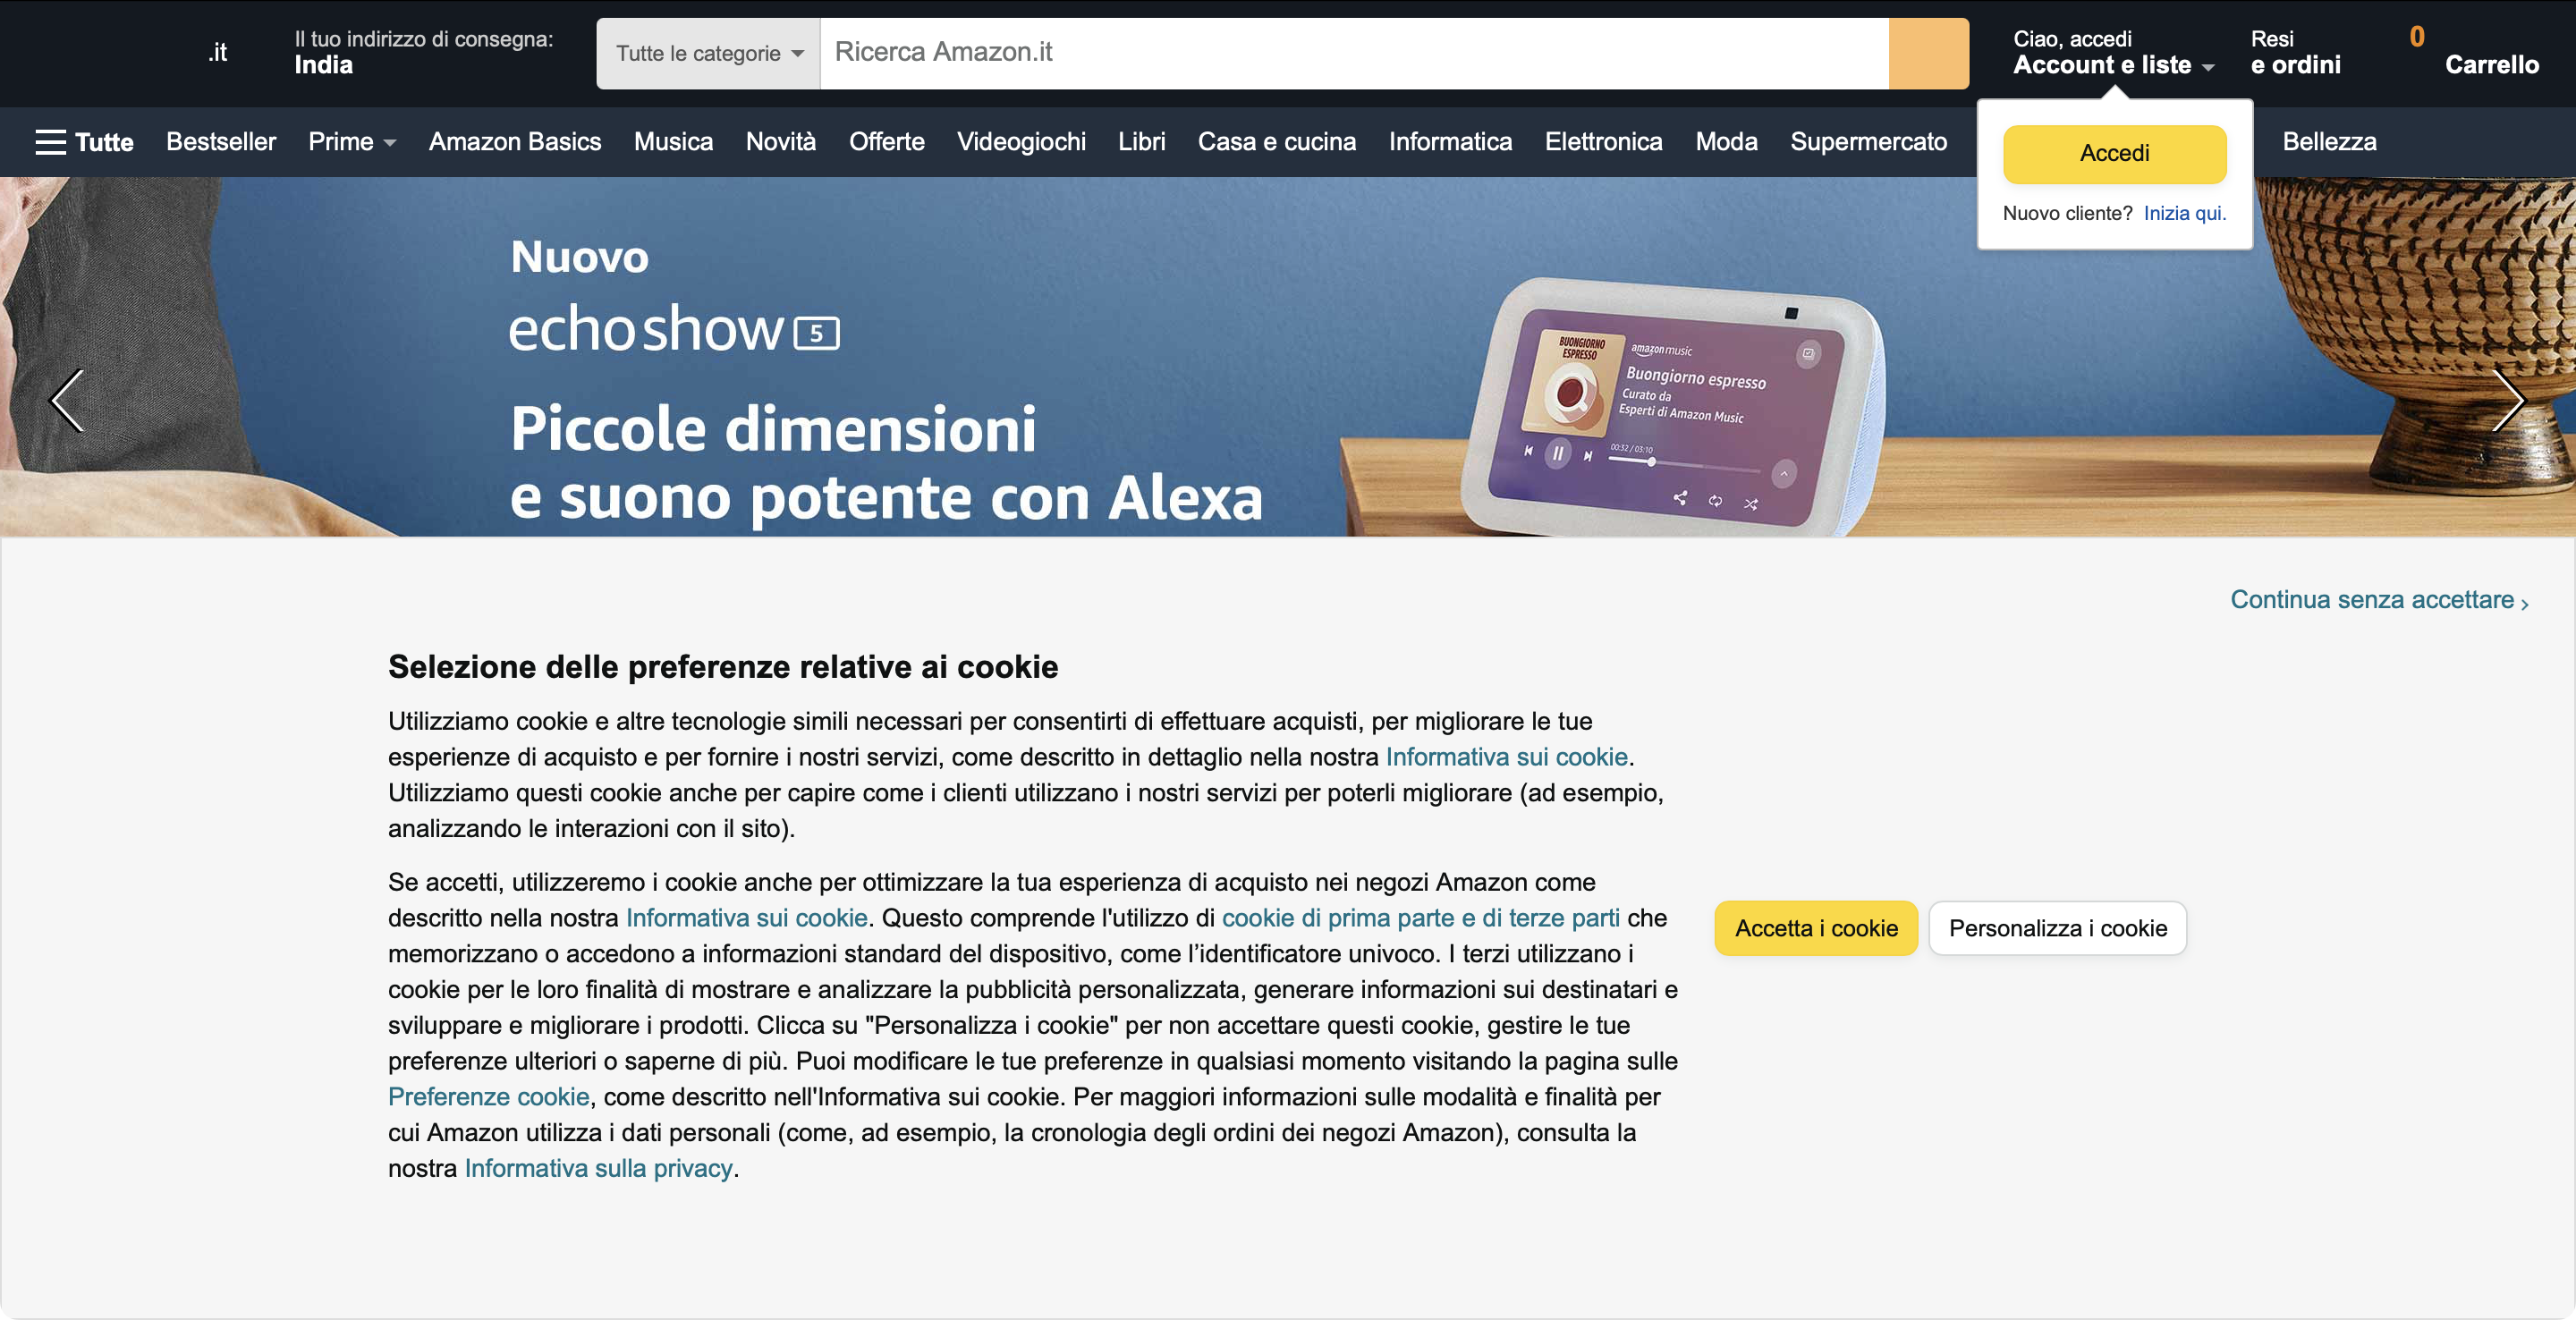 .it
Il tuo indirizzo di consegna:
India
Tutte le categorie
Ricerca Amazon.it
Ciao, accedi
Account e liste
Resi
e ordini
0
Carrello
Tutte
Bestseller
Prime
Amazon Basics
Musica
Novità
Offerte
Videogiochi
Libri
Casa e cucina
Informatica
Elettronica
Moda
Supermercato
Bellezza
Accedi
Nuovo cliente? Inizia qui.
Nuovo
echo show 5
Piccole dimensioni
e suono potente con Alexa
BUONGIORNO
ESPRESSO
amazon music
Buongiorno espresso
Curato da
Esperti di Amazon Music
00:32 / 03:10
Continua senza accettare ›
Selezione delle preferenze relative ai cookie
Utilizziamo cookie e altre tecnologie simili necessari per consentirti di effettuare acquisti, per migliorare le tue
esperienze di acquisto e per fornire i nostri servizi, come descritto in dettaglio nella nostra Informativa sui cookie.
Utilizziamo questi cookie anche per capire come i clienti utilizzano i nostri servizi per poterli migliorare (ad esempio,
analizzando le interazioni con il sito).
Se accetti, utilizzeremo i cookie anche per ottimizzare la tua esperienza di acquisto nei negozi Amazon come
descritto nella nostra Informativa sui cookie. Questo comprende l'utilizzo di cookie di prima parte e di terze parti che
memorizzano o accedono a informazioni standard del dispositivo, come l’identificatore univoco. I terzi utilizzano i
cookie per le loro finalità di mostrare e analizzare la pubblicità personalizzata, generare informazioni sui destinatari e
sviluppare e migliorare i prodotti. Clicca su "Personalizza i cookie" per non accettare questi cookie, gestire le tue
preferenze ulteriori o saperne di più. Puoi modificare le tue preferenze in qualsiasi momento visitando la pagina sulle
Preferenze cookie, come descritto nell'Informativa sui cookie. Per maggiori informazioni sulle modalità e finalità per
cui Amazon utilizza i dati personali (come, ad esempio, la cronologia degli ordini dei negozi Amazon), consulta la
nostra Informativa sulla privacy.
Accetta i cookie
Personalizza i cookie